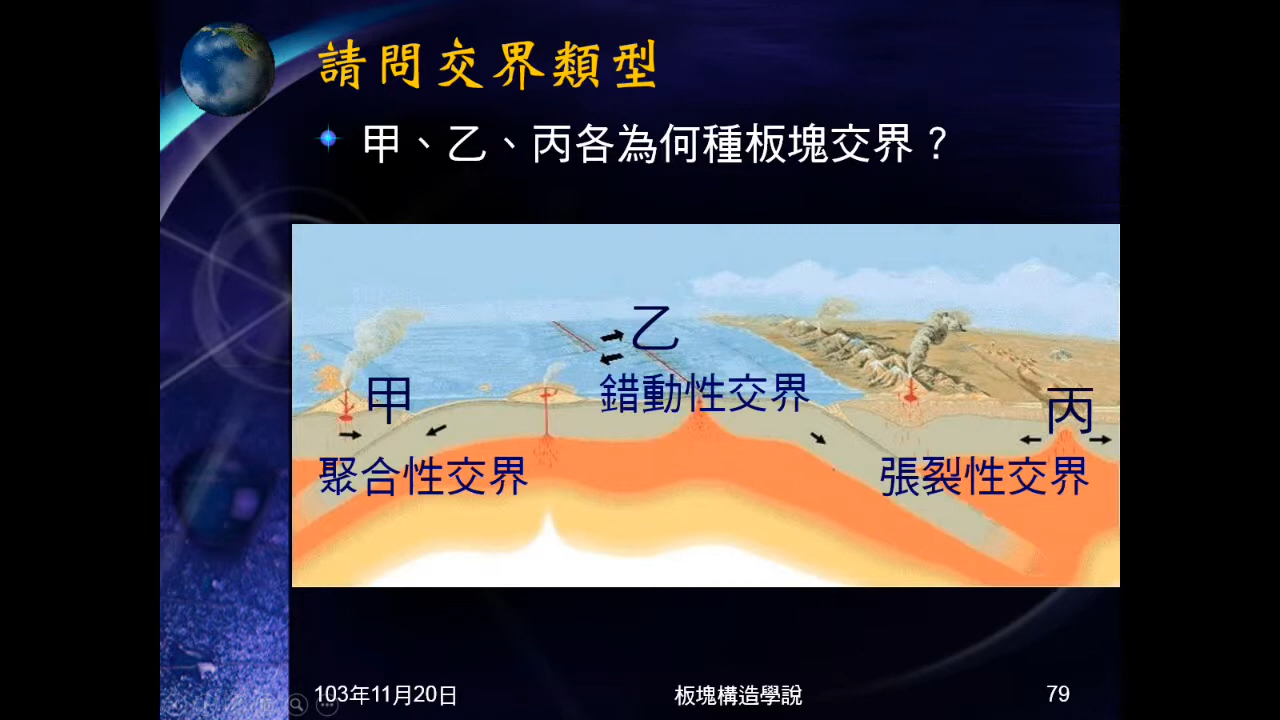 請問交界類型
甲、乙、丙各為何種板塊交界？
乙
錯動性交界
甲
丙
聚合性交界
張裂性交界
103年11月20日
板塊構造學說
79